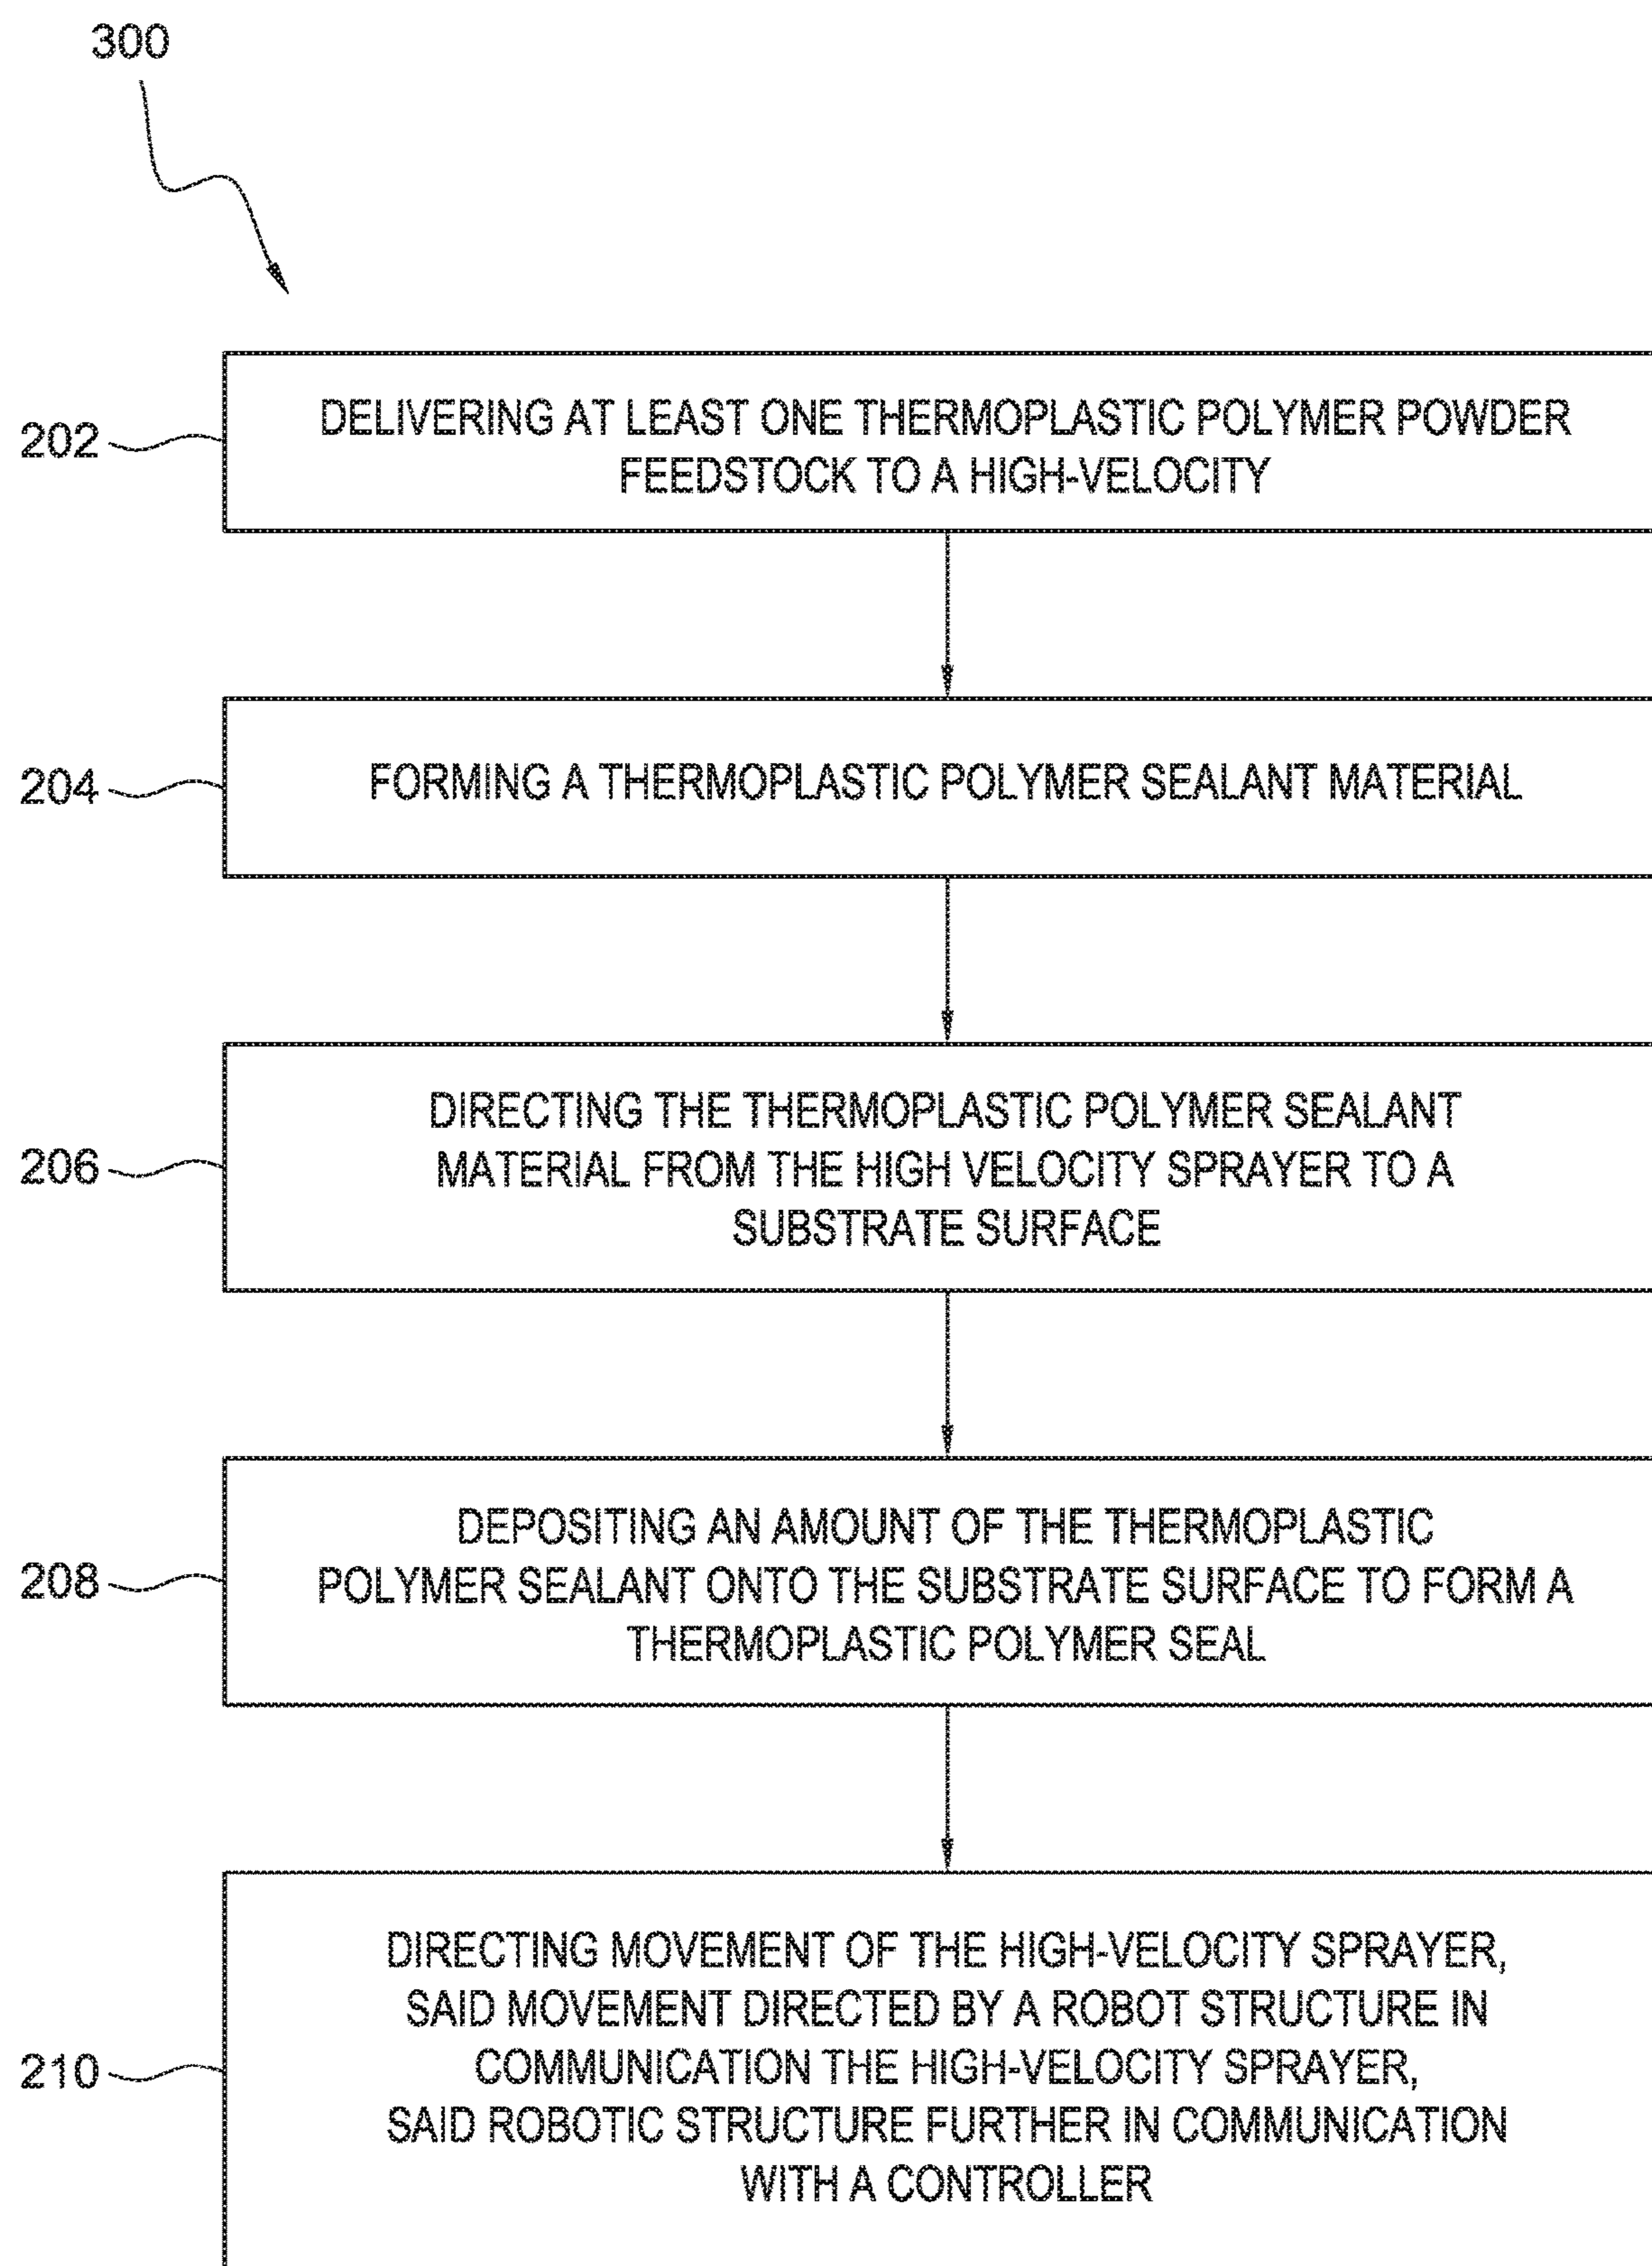 300
202
DELIVERING AT LEAST ONE THERMOPLASTIC POLYMER POWDER
FEEDSTOCK TO A HIGH-VELOCITY
204
FORMING A THERMOPLASTIC POLYMER SEALANT MATERIAL
206
DIRECTING THE THERMOPLASTIC POLYMER SEALANT
MATERIAL FROM THE HIGH VELOCITY SPRAYER TO A
SUBSTRATE SURFACE
208
DEPOSITING AN AMOUNT OF THE THERMOPLASTIC
POLYMER SEALANT ONTO THE SUBSTRATE SURFACE TO FORM A
THERMOPLASTIC POLYMER SEAL
210
DIRECTING MOVEMENT OF THE HIGH-VELOCITY SPRAYER,
SAID MOVEMENT DIRECTED BY A ROBOT STRUCTURE IN
COMMUNICATION THE HIGH-VELOCITY SPRAYER,
SAID ROBOTIC STRUCTURE FURTHER IN COMMUNICATION
WITH A CONTROLLER